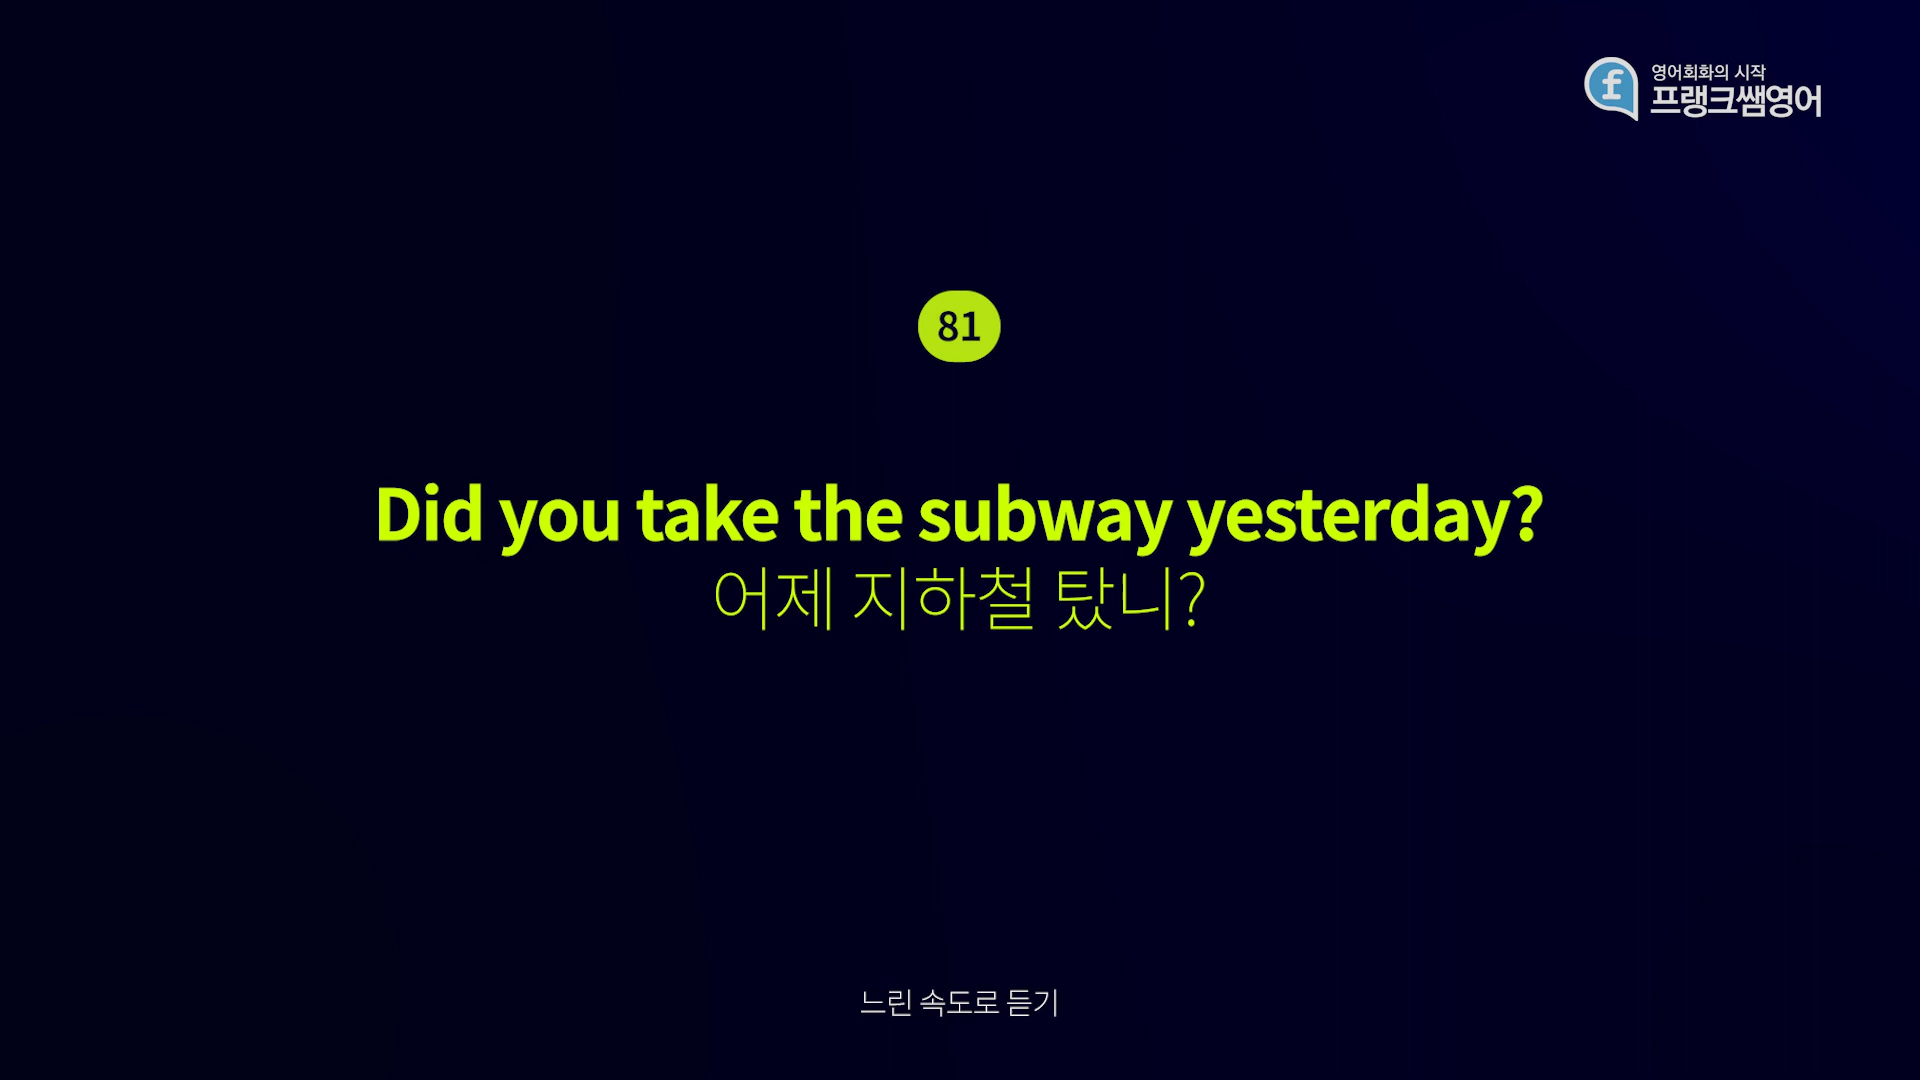 영어회화의 시작
프랭크쌤영어
81
Did you take the subway yesterday?
어제 지하철 탔니?
느린 속도로 듣기